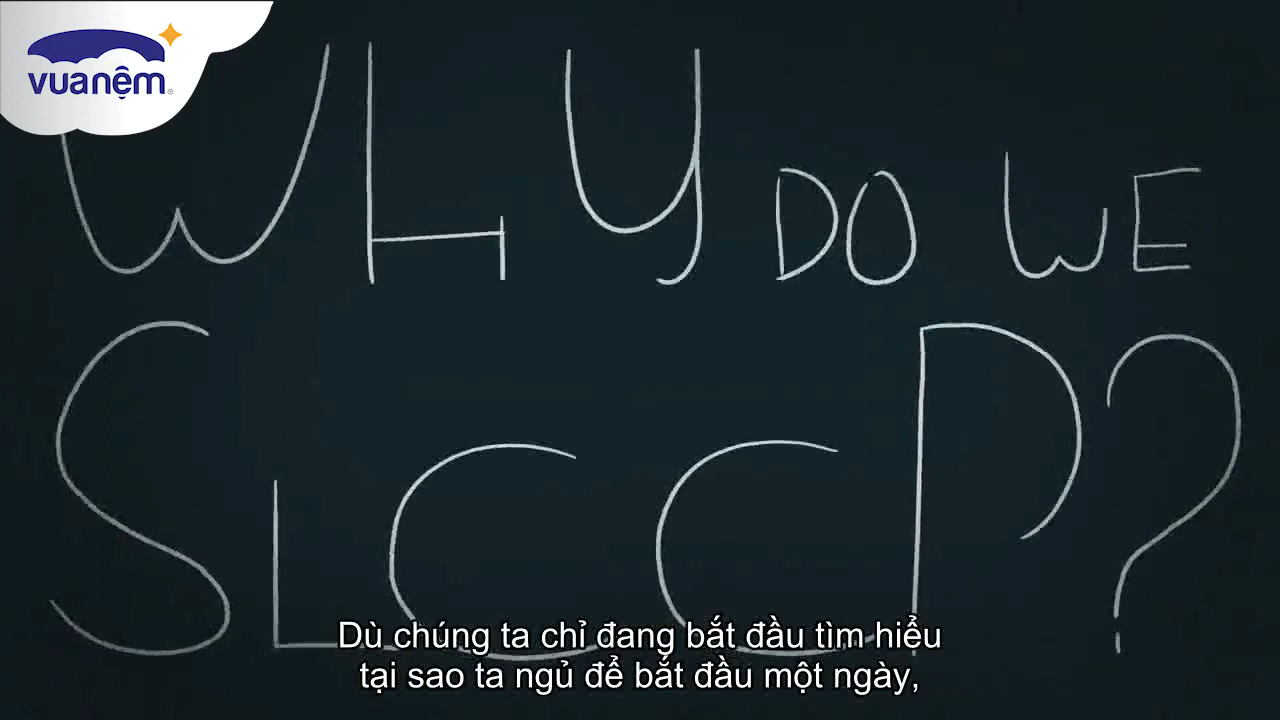 vuanệm
WHY DO WE
SLCCP?
Dù chúng ta chỉ đang bắt đầu tìm hiểu
tại sao ta ngủ để bắt đầu một ngày,